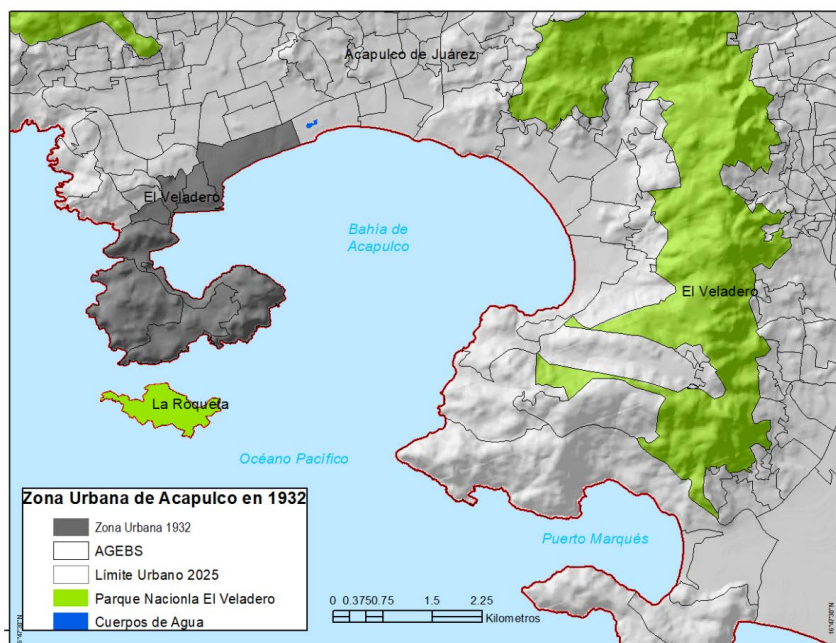 Acapulco de Juárez
El Veladero
Bahía de
Acapulco
El Veladero
La Roqueta
Océano Pacífico
Puerto Marqués
Zona Urbana de Acapulco en 1932
Zona Urbana 1932
AGEBS
Límite Urbano 2025
Parque Nacionla El Veladero
Cuerpos de Agua
0 0.3750.75 1.5 2.25
Kilometros